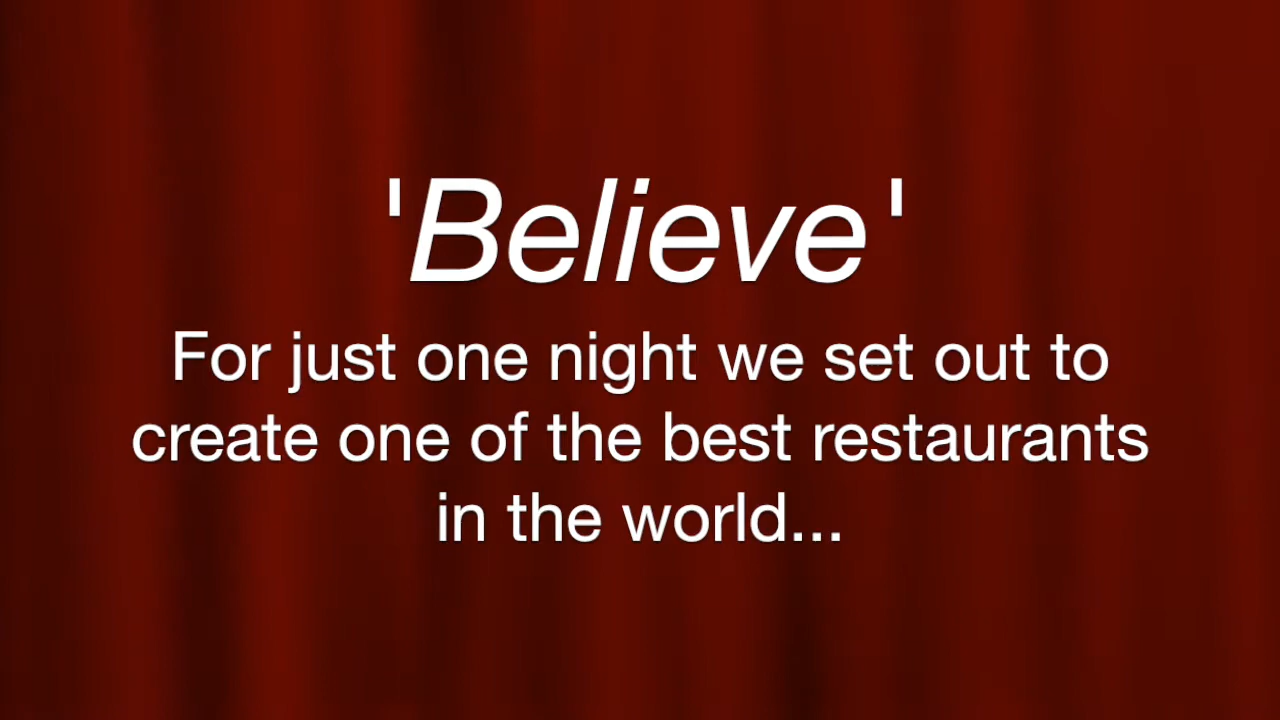 'Believe'
For just one night we set out to
create one of the best restaurants
in the world...